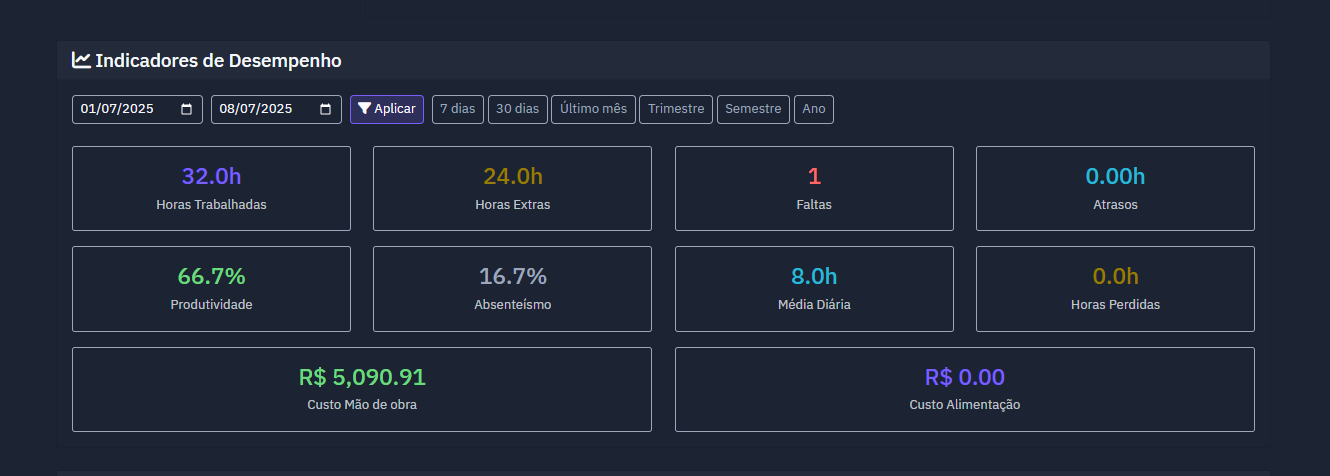 Indicadores de Desempenho
01/07/2025 08/07/2025 Aplicar 7 dias 30 dias Último mês Trimestre Semestre Ano
32.0h 24.0h 1 0.00h
Horas Trabalhadas Horas Extras Faltas Atrasos
66.7% 16.7% 8.0h 0.0h
Produtividade Absenteísmo Média Diária Horas Perdidas
R$ 5,090.91 R$ 0.00
Custo Mão de obra Custo Alimentação